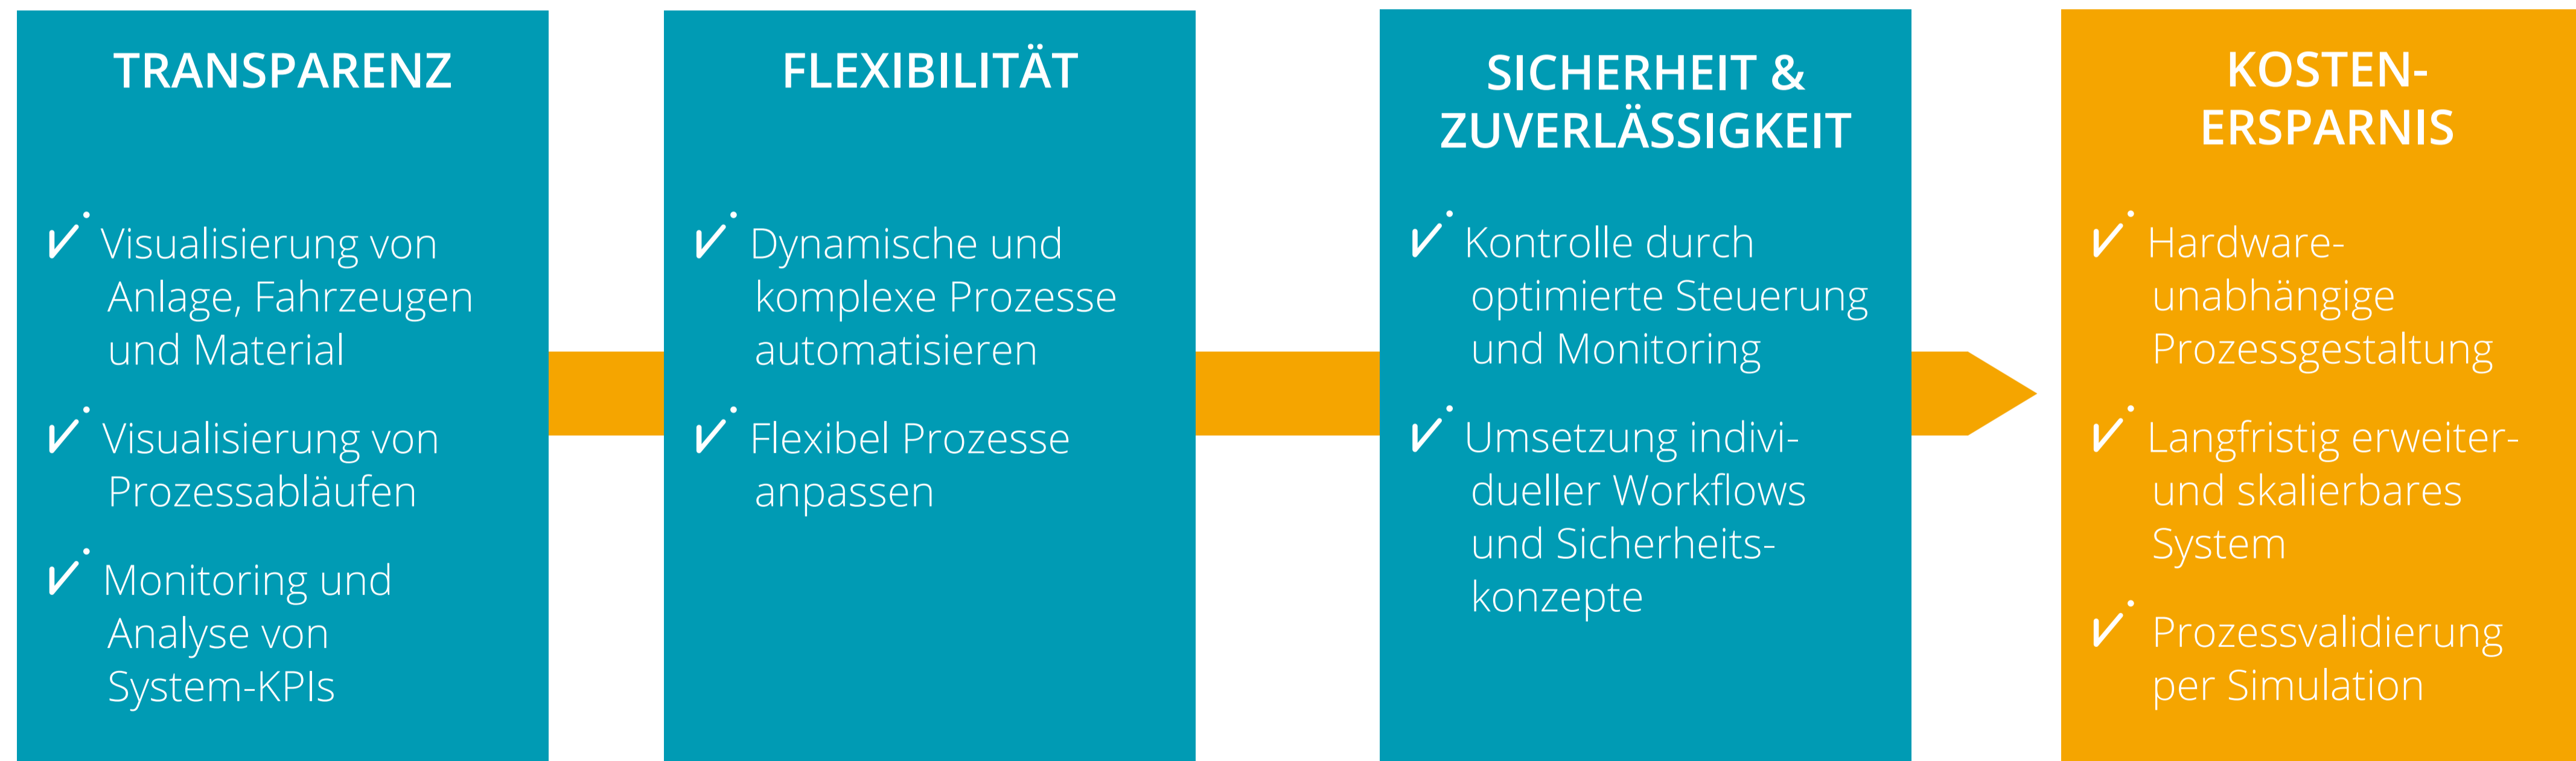 TRANSPARENZ
✓ Visualisierung von
Anlage, Fahrzeugen
und Material
✓ Visualisierung von
Prozessabläufen
✓ Monitoring und
Analyse von
System-KPIs
FLEXIBILITÄT
✓ Dynamische und
komplexe Prozesse
automatisieren
✓ Flexibel Prozesse
anpassen
SICHERHEIT &
ZUVERLÄSSIGKEIT
✓ Kontrolle durch
optimierte Steuerung
und Monitoring
✓ Umsetzung indivi-
dueller Workflows
und Sicherheits-
konzepte
KOSTEN-
ERSPARNIS
✓ Hardware-
unabhängige
Prozessgestaltung
✓ Langfristig erweiter-
und skalierbares
System
✓ Prozessvalidierung
per Simulation